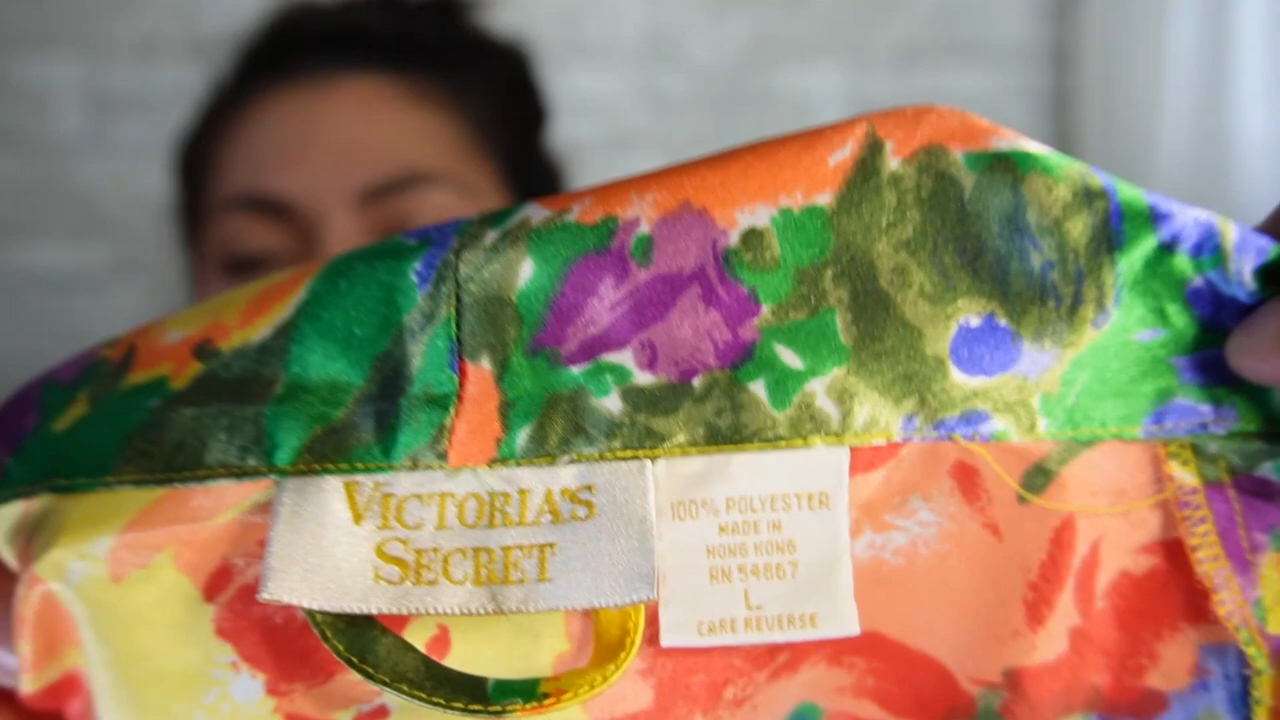 VICTORIA'S
SECRET
100% POLYESTER
MADE IN
HONG KONG
RN 54867
L
CARE REVERSE